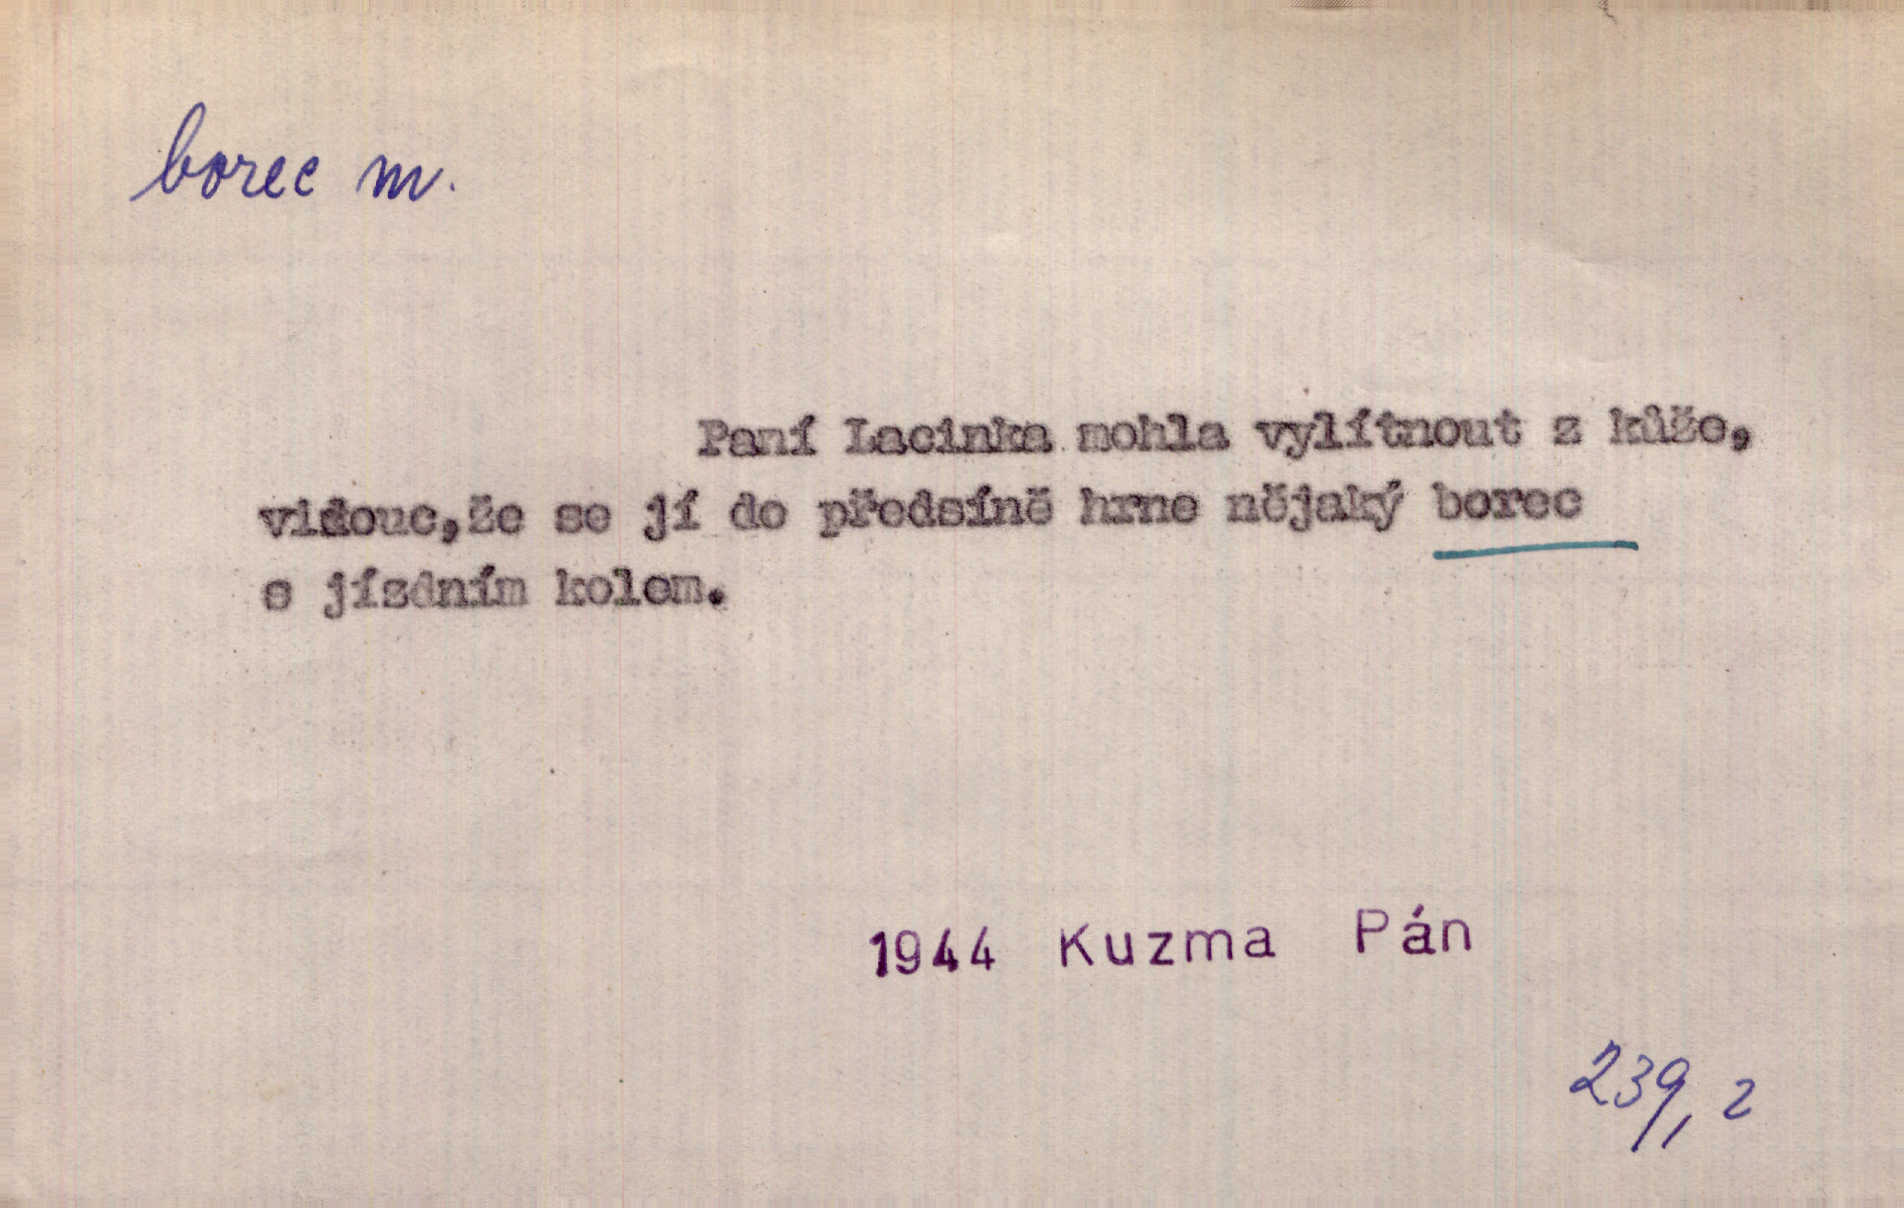 borec m.
Paní Lacinka mohla vylítnout z kůže,
vidouc,že se jí do předsíně hrne nějaký borec
s jízdním kolem.
1944 Kuzma Pán
239, 2